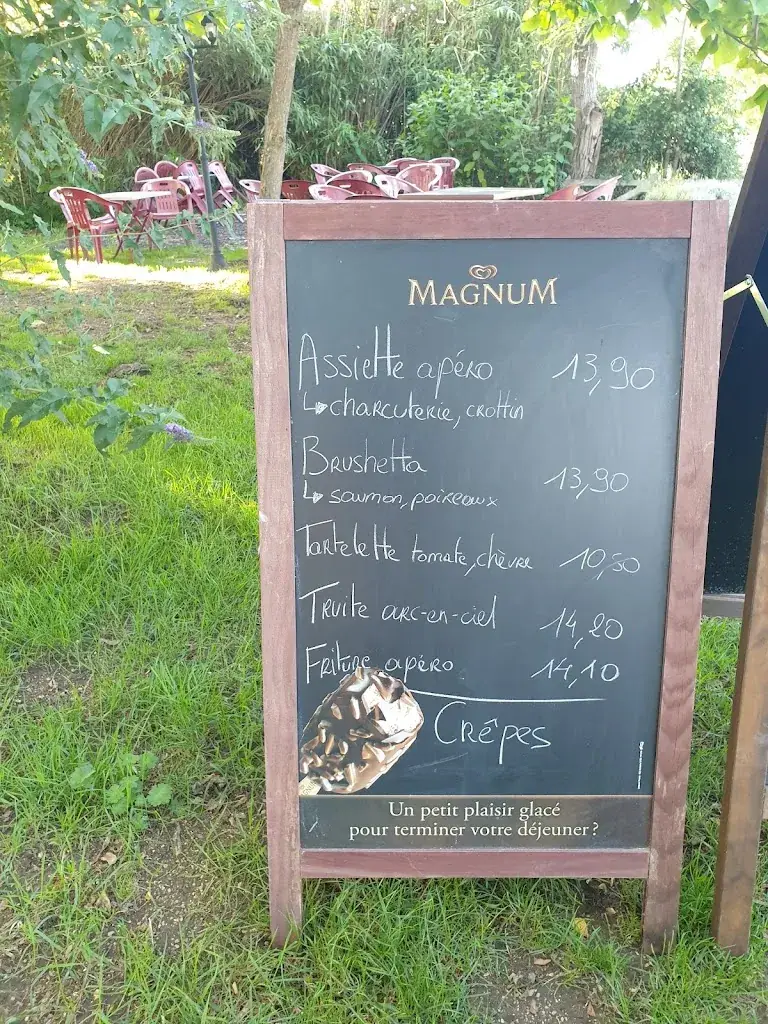 MAGNUM
Assiette apéro 13,90
↳ charcuterie, crottin
Brushetta 13,90
↳ saumon, poireaux
Tartelette tomate, chèvre 10,50
Truite arc-en-ciel 14,20
Friture apéro 14,10
Crêpes
Un petit plaisir glacé
pour terminer votre déjeuner ?